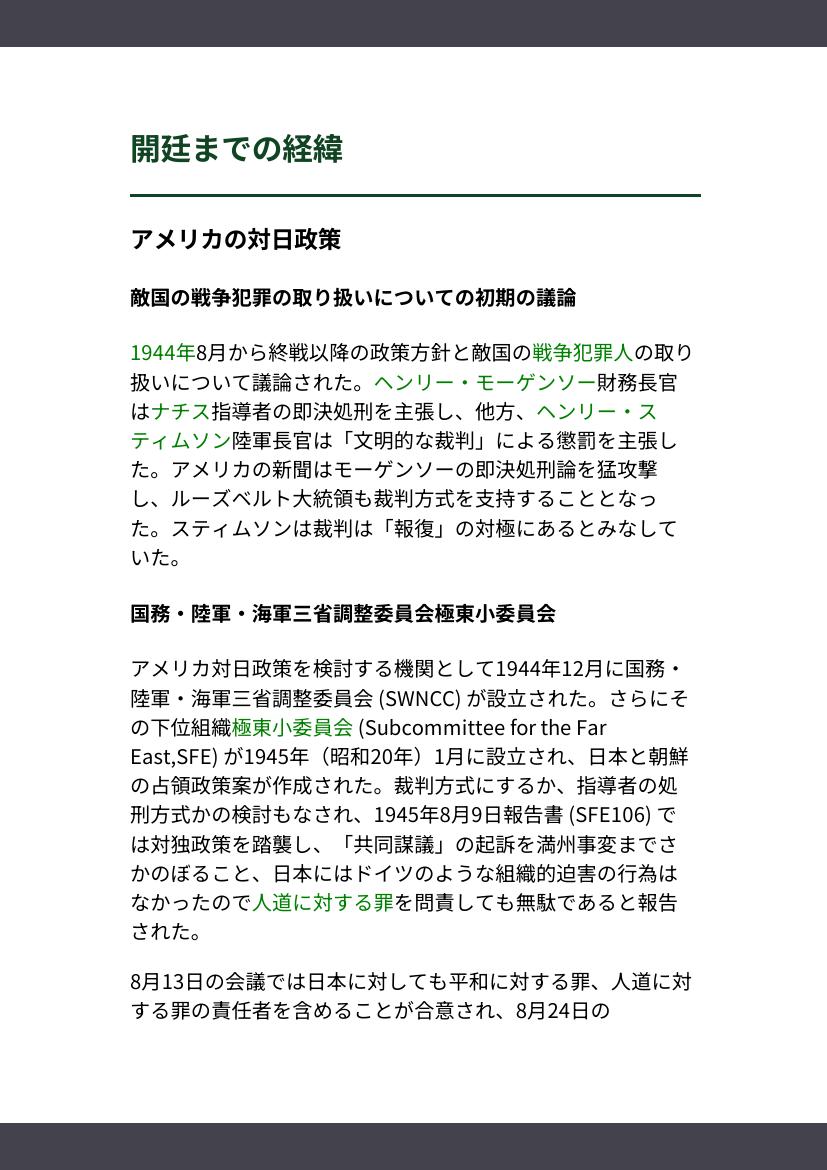 開廷までの経緯
アメリカの対日政策
敵国の戦争犯罪の取り扱いについての初期の議論
1944年8月から終戦以降の政策方針と敵国の戦争犯罪人の取り
扱いについて議論された。ヘンリー・モーゲンソー財務長官
はナチス指導者の即決処刑を主張し、他方、ヘンリー・ス
ティムソン陸軍長官は「文明的な裁判」による懲罰を主張し
た。アメリカの新聞はモーゲンソーの即決処刑論を猛攻撃
し、ルーズベルト大統領も裁判方式を支持することとなっ
た。スティムソンは裁判は「報復」の対極にあるとみなして
いた。
国務・陸軍・海軍三省調整委員会極東小委員会
アメリカ対日政策を検討する機関として1944年12月に国務・
陸軍・海軍三省調整委員会 (SWNCC) が設立された。さらにそ
の下位組織極東小委員会 (Subcommittee for the Far
East,SFE) が1945年（昭和20年）1月に設立され、日本と朝鮮
の占領政策案が作成された。裁判方式にするか、指導者の処
刑方式かの検討もなされ、1945年8月9日報告書 (SFE106) で
は対独政策を踏襲し、「共同謀議」の起訴を満州事変までさ
かのぼること、日本にはドイツのような組織的迫害の行為は
なかったので人道に対する罪を問責しても無駄であると報告
された。
8月13日の会議では日本に対しても平和に対する罪、人道に対
する罪の責任者を含めることが合意され、8月24日の